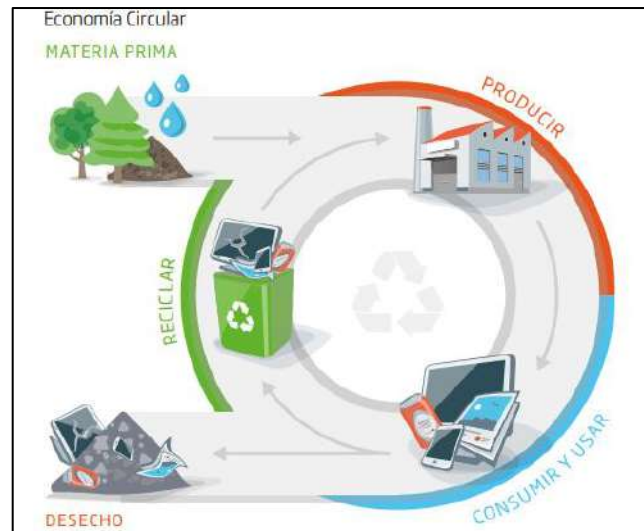 Economía Circular
MATERIA PRIMA
PRODUCIR
RECICLAR
CONSUMIR Y USAR
DESECHO